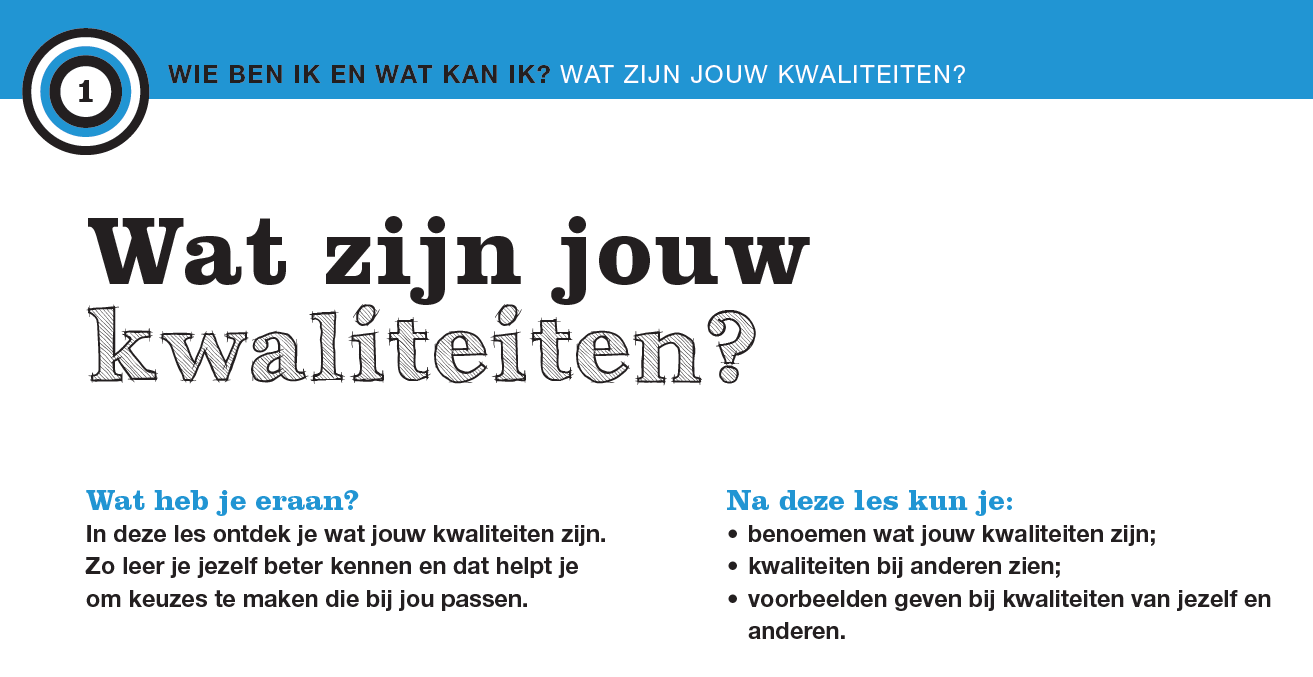 1
WIE BEN IK EN WAT KAN IK? WAT ZIJN JOUW KWALITEITEN?
Wat zijn jouw
kwaliteiten?
Wat heb je eraan?
In deze les ontdek je wat jouw kwaliteiten zijn.
Zo leer je jezelf beter kennen en dat helpt je
om keuzes te maken die bij jou passen.
Na deze les kun je:
• benoemen wat jouw kwaliteiten zijn;
• kwaliteiten bij anderen zien;
• voorbeelden geven bij kwaliteiten van jezelf en
anderen.